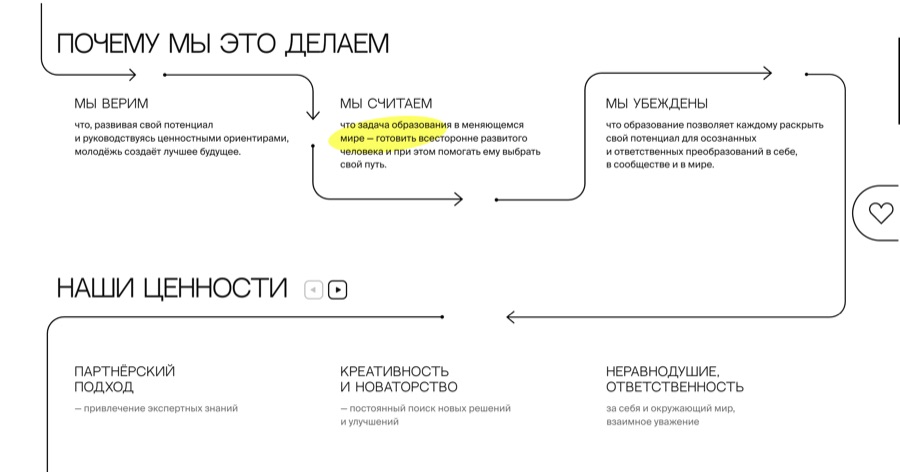 ПОЧЕМУ МЫ ЭТО ДЕЛАЕМ
МЫ ВЕРИМ
что, развивая свой потенциал
и руководствуясь ценностными ориентирами,
молодёжь создаёт лучшее будущее.
МЫ СЧИТАЕМ
что задача образования в меняющемся
мире — готовить всесторонне развитого
человека и при этом помогать ему выбрать
свой путь.
МЫ УБЕЖДЕНЫ
что образование позволяет каждому раскрыть
свой потенциал для осознанных
и ответственных преобразований в себе,
в сообществе и в мире.
НАШИ ЦЕННОСТИ
ПАРТНЁРСКИЙ
ПОДХОД
— привлечение экспертных знаний
КРЕАТИВНОСТЬ
И НОВАТОРСТВО
— постоянный поиск новых решений
и улучшений
НЕРАВНОДУШИЕ,
ОТВЕТСТВЕННОСТЬ
за себя и окружающий мир,
взаимное уважение